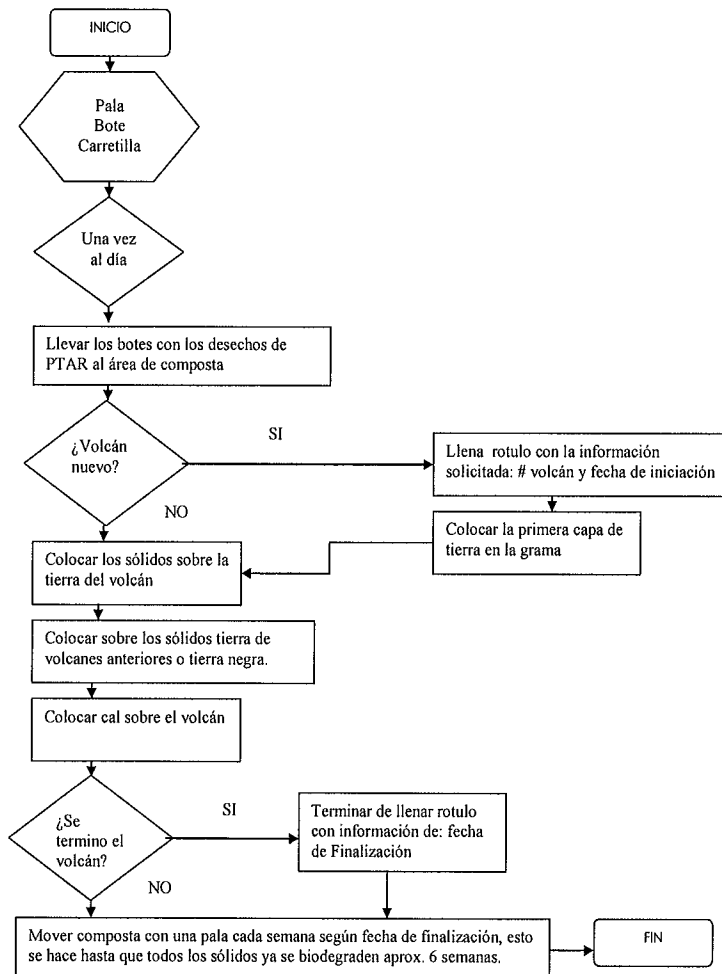 INICIO
Pala
Bote
Carretilla
Una vez
al día
Llevar los botes con los desechos de
PTAR al área de composta
¿Volcán
nuevo?
SI
Llena rotulo con la información
solicitada: # volcán y fecha de iniciación
NO
Colocar la primera capa de
tierra en la grama
Colocar los sólidos sobre la
tierra del volcán
Colocar sobre los sólidos tierra de
volcanes anteriores o tierra negra.
Colocar cal sobre el volcán
¿Se
termino el
volcán?
SI
Terminar de llenar rotulo
con información de: fecha
de Finalización
NO
Mover composta con una pala cada semana según fecha de finalización, esto
se hace hasta que todos los sólidos ya se biodegraden aprox. 6 semanas.
FIN